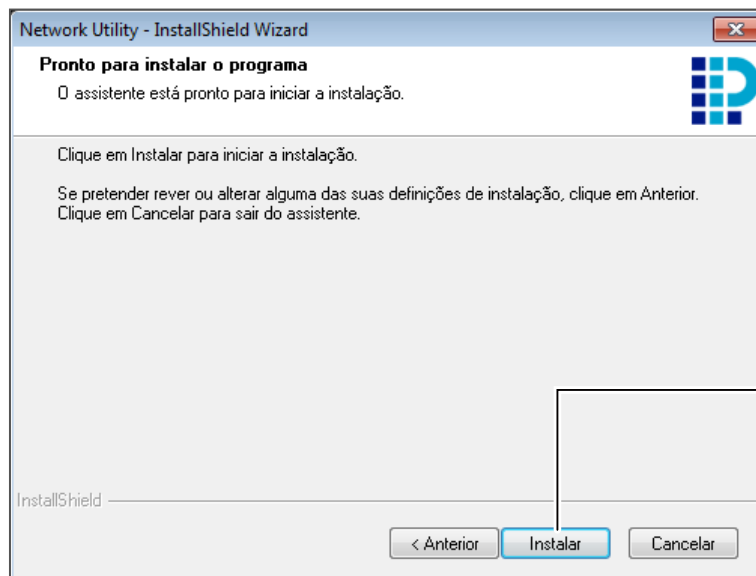 Network Utility - InstallShield Wizard
Pronto para instalar o programa
O assistente está pronto para iniciar a instalação.
Clique em Instalar para iniciar a instalação.
Se pretender rever ou alterar alguma das suas definições de instalação, clique em Anterior.
Clique em Cancelar para sair do assistente.
InstallShield
< Anterior
Instalar
Cancelar